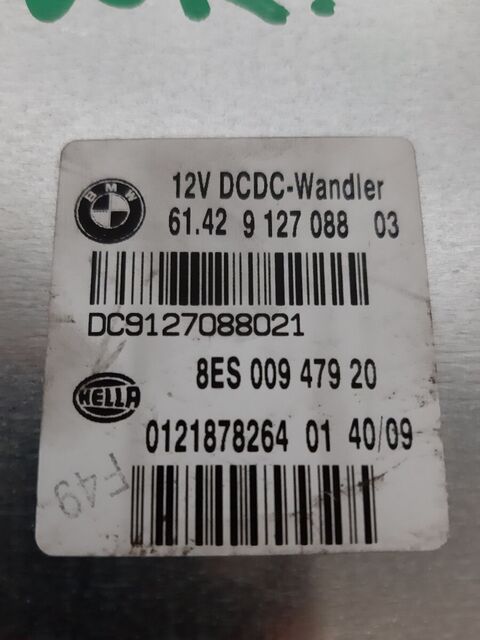 BMW
12V DCDC-Wandler
61.42 9 127 088 03
DC9127088021
8ES 009 479 20
HELLA
0121878264 01 40/09
F49